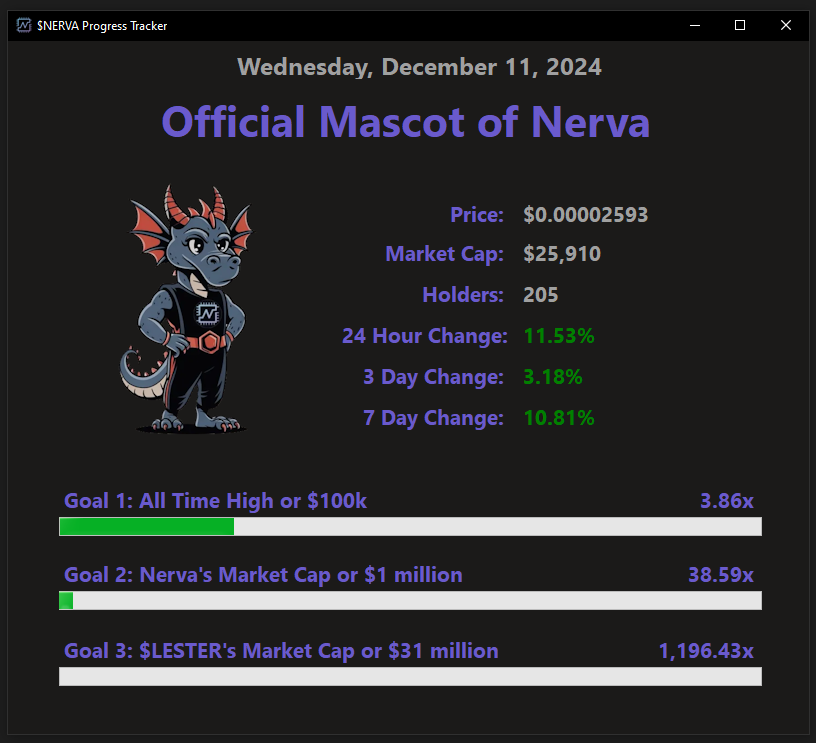 $NERVA Progress Tracker
Wednesday, December 11, 2024
Official Mascot of Nerva
Price: $0.00002593
Market Cap: $25,910
Holders: 205
24 Hour Change: 11.53%
3 Day Change: 3.18%
7 Day Change: 10.81%
Goal 1: All Time High or $100k 3.86x
Goal 2: Nerva's Market Cap or $1 million 38.59x
Goal 3: $LESTER's Market Cap or $31 million 1,196.43x